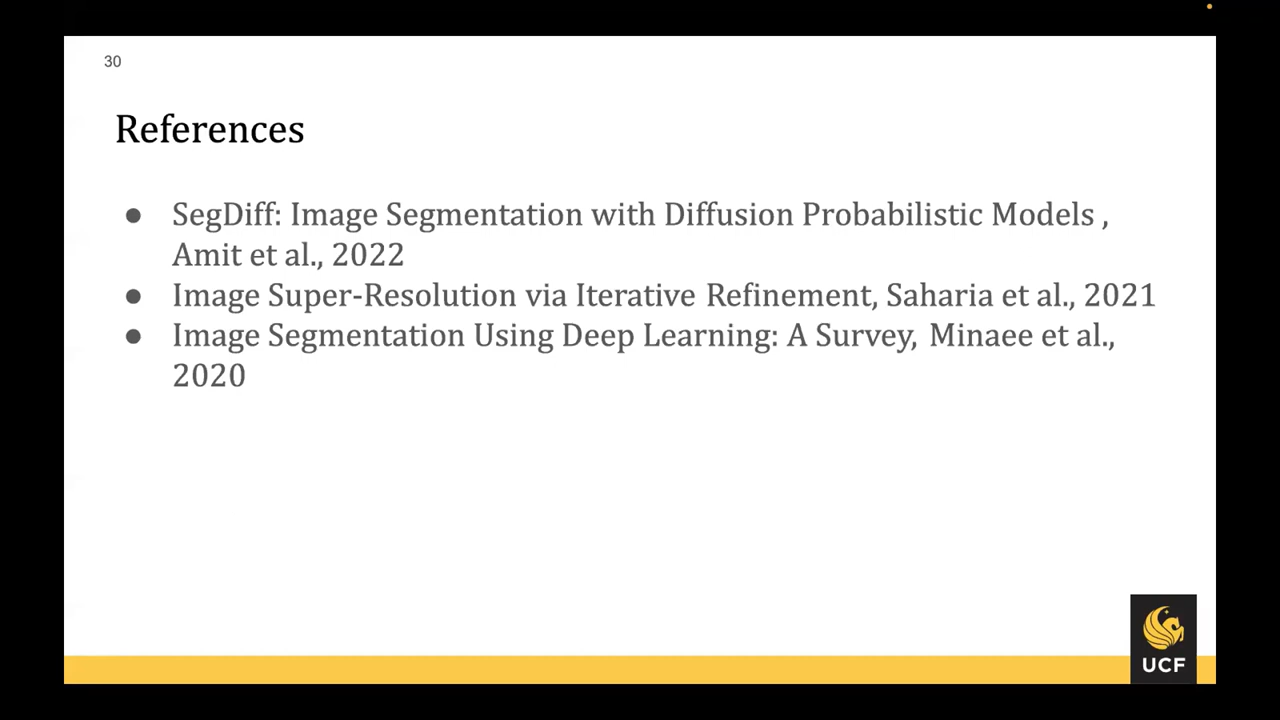 30
References
● SegDiff: Image Segmentation with Diffusion Probabilistic Models ,
Amit et al., 2022
● Image Super-Resolution via Iterative Refinement, Saharia et al., 2021
● Image Segmentation Using Deep Learning: A Survey, Minaee et al.,
2020
UCF